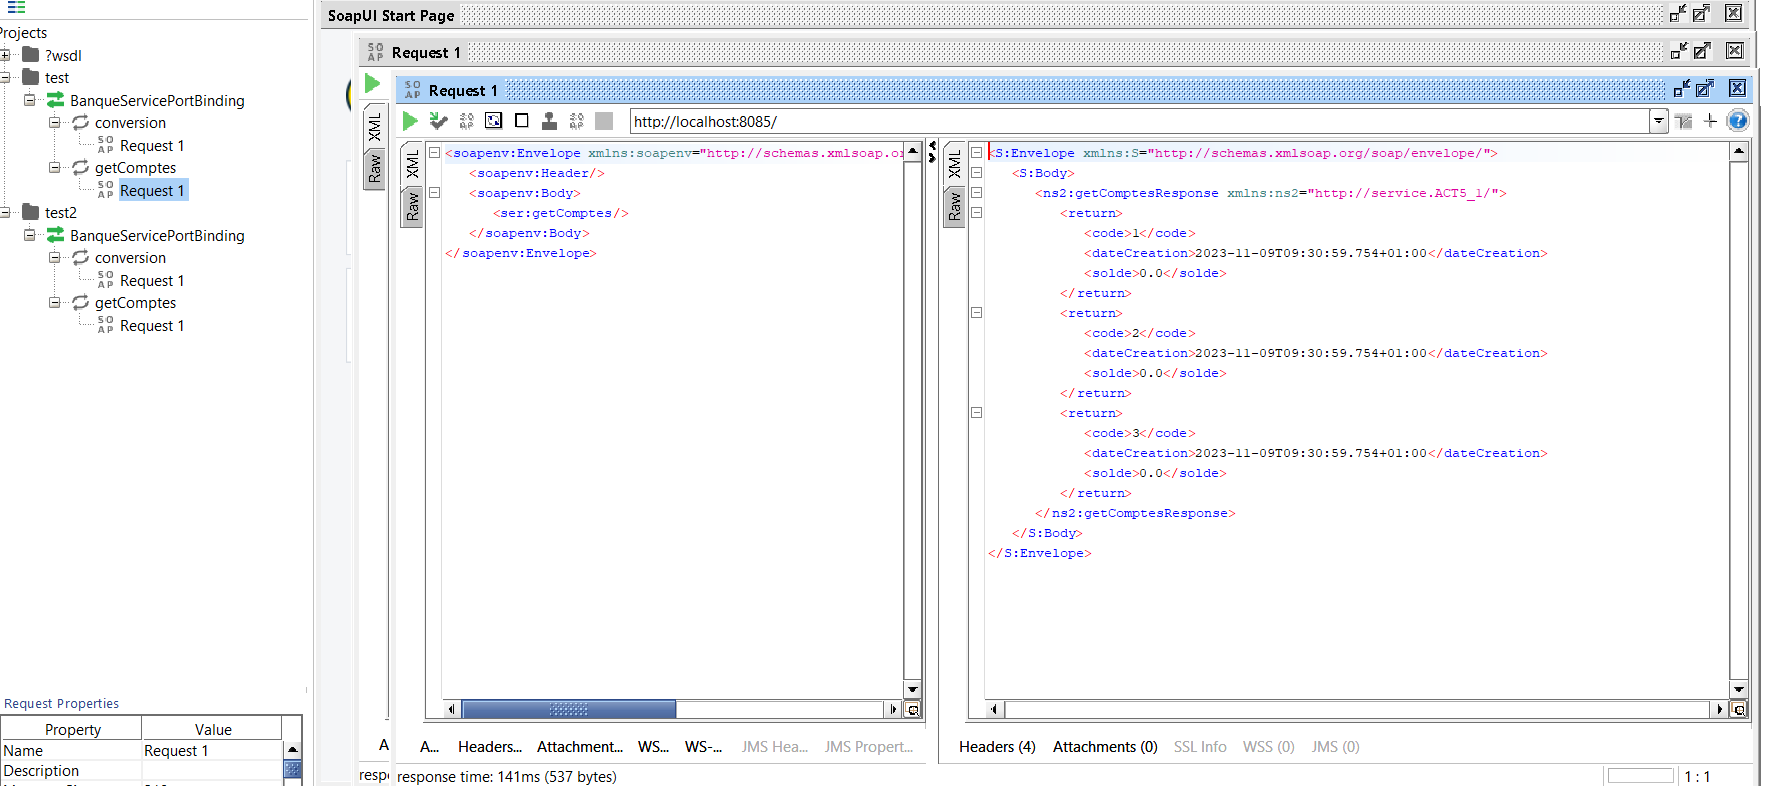 SoapUI Start Page
Projects
?wsdl
test
BanqueServicePortBinding
conversion
Request 1
getComptes
Request 1
test2
BanqueServicePortBinding
conversion
Request 1
getComptes
Request 1
Request Properties
Property Value
Name Request 1
Description
Request 1
XML
Raw
Request 1
http://localhost:8085/
XML
Raw
<soapenv:Envelope xmlns:soapenv="http://schemas.xmlsoap.or
<soapenv:Header/>
<soapenv:Body>
<ser:getComptes/>
</soapenv:Body>
</soapenv:Envelope>
A... Headers... Attachment... WS... WS-... JMS Hea... JMS Propert...
XML
Raw
<S:Envelope xmlns:S="http://schemas.xmlsoap.org/soap/envelope/">
<S:Body>
<ns2:getComptesResponse xmlns:ns2="http://service.ACT5_1/">
<return>
<code>1</code>
<dateCreation>2023-11-09T09:30:59.754+01:00</dateCreation>
<solde>0.0</solde>
</return>
<return>
<code>2</code>
<dateCreation>2023-11-09T09:30:59.754+01:00</dateCreation>
<solde>0.0</solde>
</return>
<return>
<code>3</code>
<dateCreation>2023-11-09T09:30:59.754+01:00</dateCreation>
<solde>0.0</solde>
</return>
</ns2:getComptesResponse>
</S:Body>
</S:Envelope>
Headers (4) Attachments (0) SSL Info WSS (0) JMS (0)
A
respo
response time: 141ms (537 bytes)
1 : 1